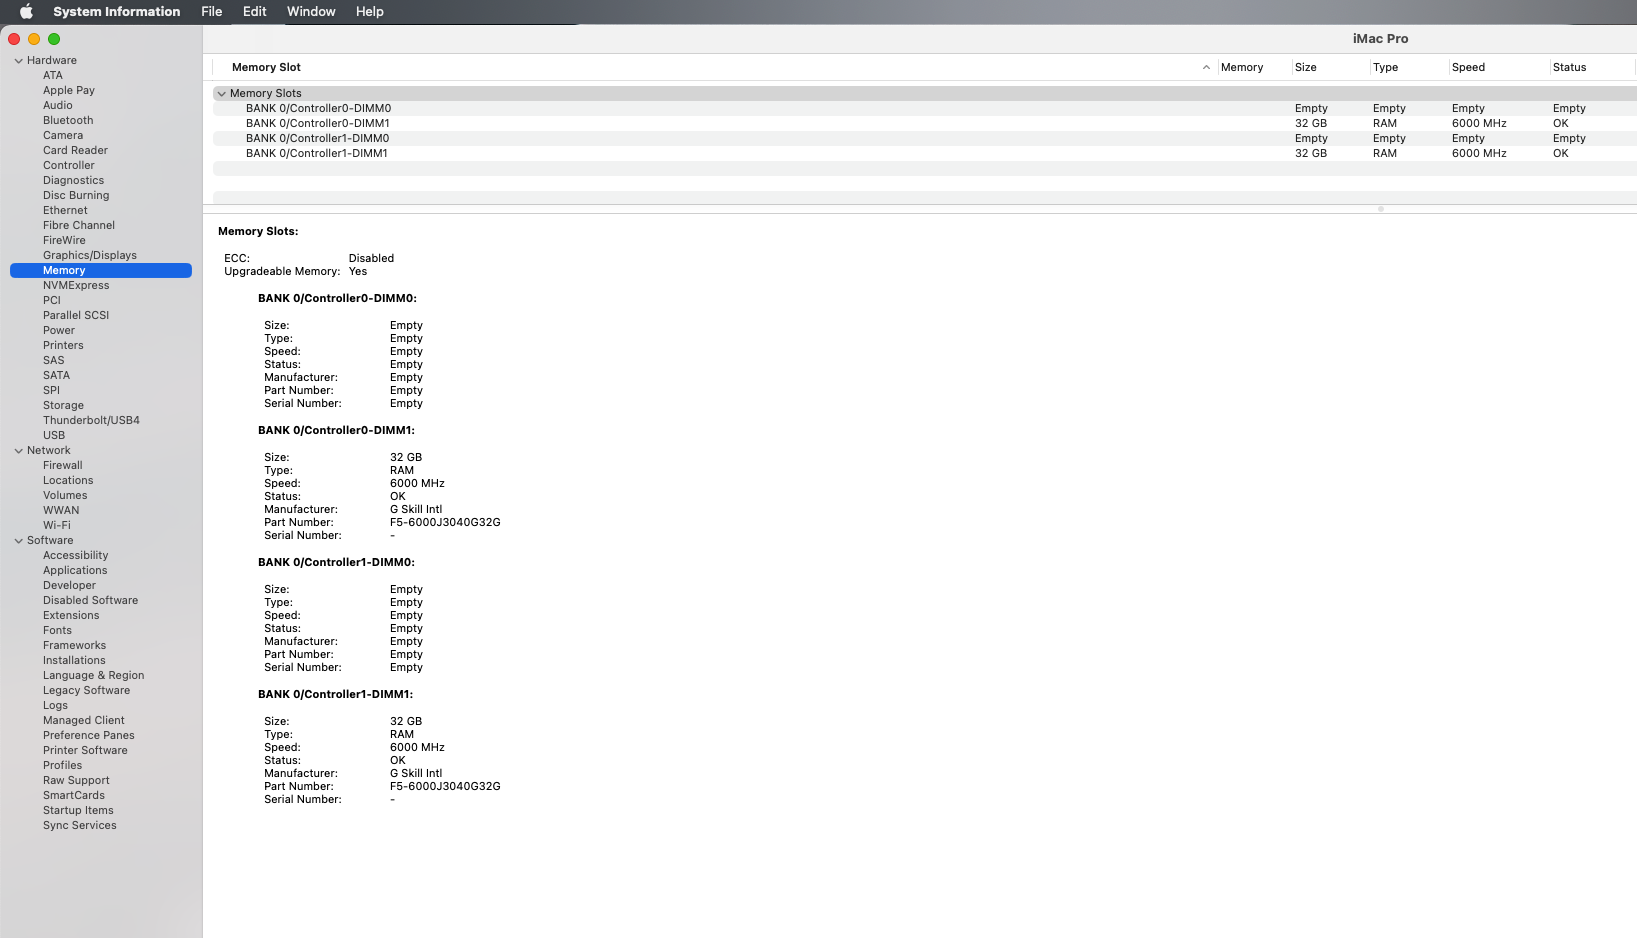 System Information File Edit Window Help
iMac Pro
Hardware
ATA
Apple Pay
Audio
Bluetooth
Camera
Card Reader
Controller
Diagnostics
Disc Burning
Ethernet
Fibre Channel
FireWire
Graphics/Displays
Memory
NVMExpress
PCI
Parallel SCSI
Power
Printers
SAS
SATA
SPI
Storage
Thunderbolt/USB4
USB
Network
Firewall
Locations
Volumes
WWAN
Wi-Fi
Software
Accessibility
Applications
Developer
Disabled Software
Extensions
Fonts
Frameworks
Installations
Language & Region
Legacy Software
Logs
Managed Client
Preference Panes
Printer Software
Profiles
Raw Support
SmartCards
Startup Items
Sync Services
Memory Slot Memory Size Type Speed Status
Memory Slots
BANK 0/Controller0-DIMM0 Empty Empty Empty Empty
BANK 0/Controller0-DIMM1 32 GB RAM 6000 MHz OK
BANK 0/Controller1-DIMM0 Empty Empty Empty Empty
BANK 0/Controller1-DIMM1 32 GB RAM 6000 MHz OK
Memory Slots:
ECC: Disabled
Upgradeable Memory: Yes
BANK 0/Controller0-DIMM0:
Size: Empty
Type: Empty
Speed: Empty
Status: Empty
Manufacturer: Empty
Part Number: Empty
Serial Number: Empty
BANK 0/Controller0-DIMM1:
Size: 32 GB
Type: RAM
Speed: 6000 MHz
Status: OK
Manufacturer: G Skill Intl
Part Number: F5-6000J3040G32G
Serial Number: -
BANK 0/Controller1-DIMM0:
Size: Empty
Type: Empty
Speed: Empty
Status: Empty
Manufacturer: Empty
Part Number: Empty
Serial Number: Empty
BANK 0/Controller1-DIMM1:
Size: 32 GB
Type: RAM
Speed: 6000 MHz
Status: OK
Manufacturer: G Skill Intl
Part Number: F5-6000J3040G32G
Serial Number: -